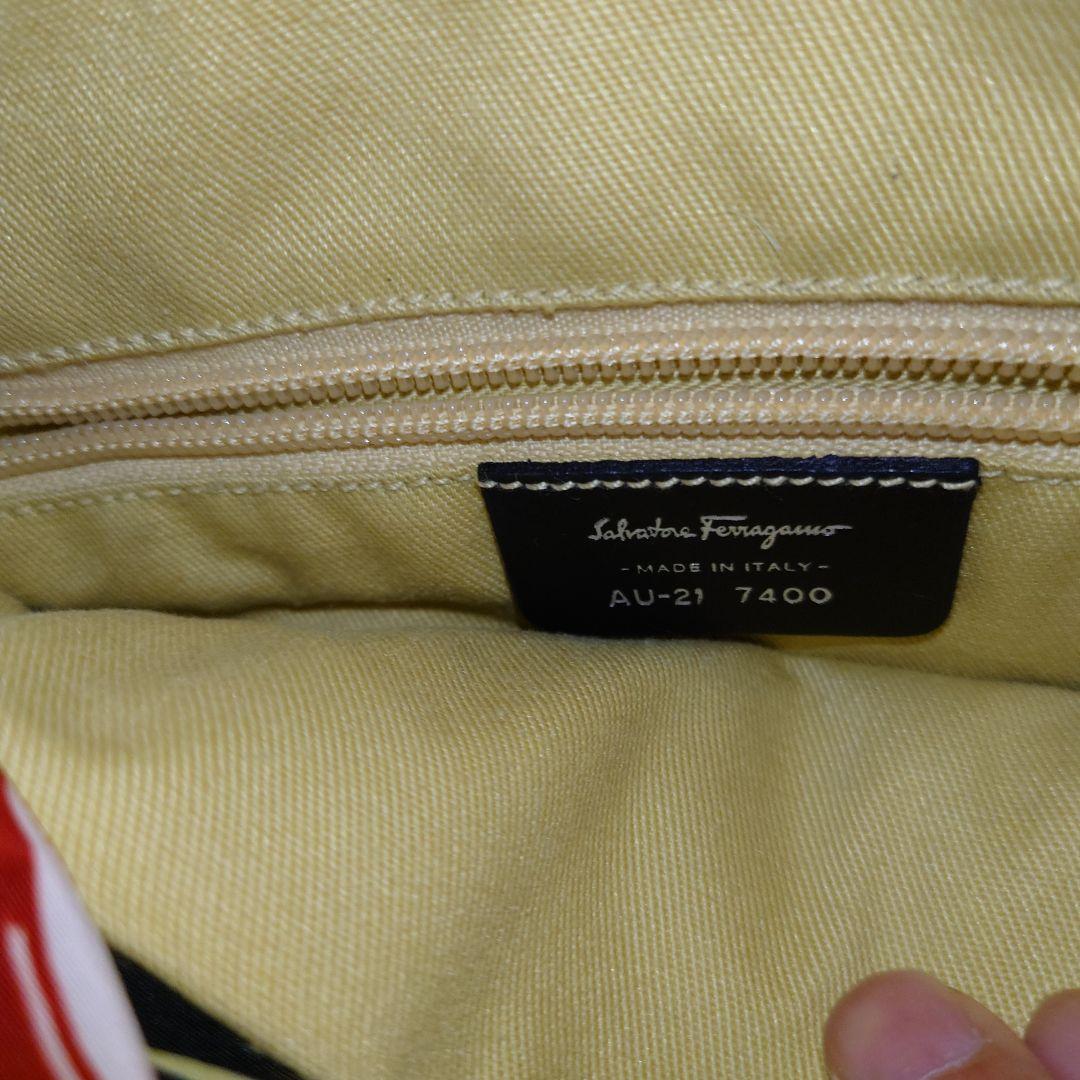 Salvatore Ferragamo
- MADE IN ITALY -
AU-21 7400